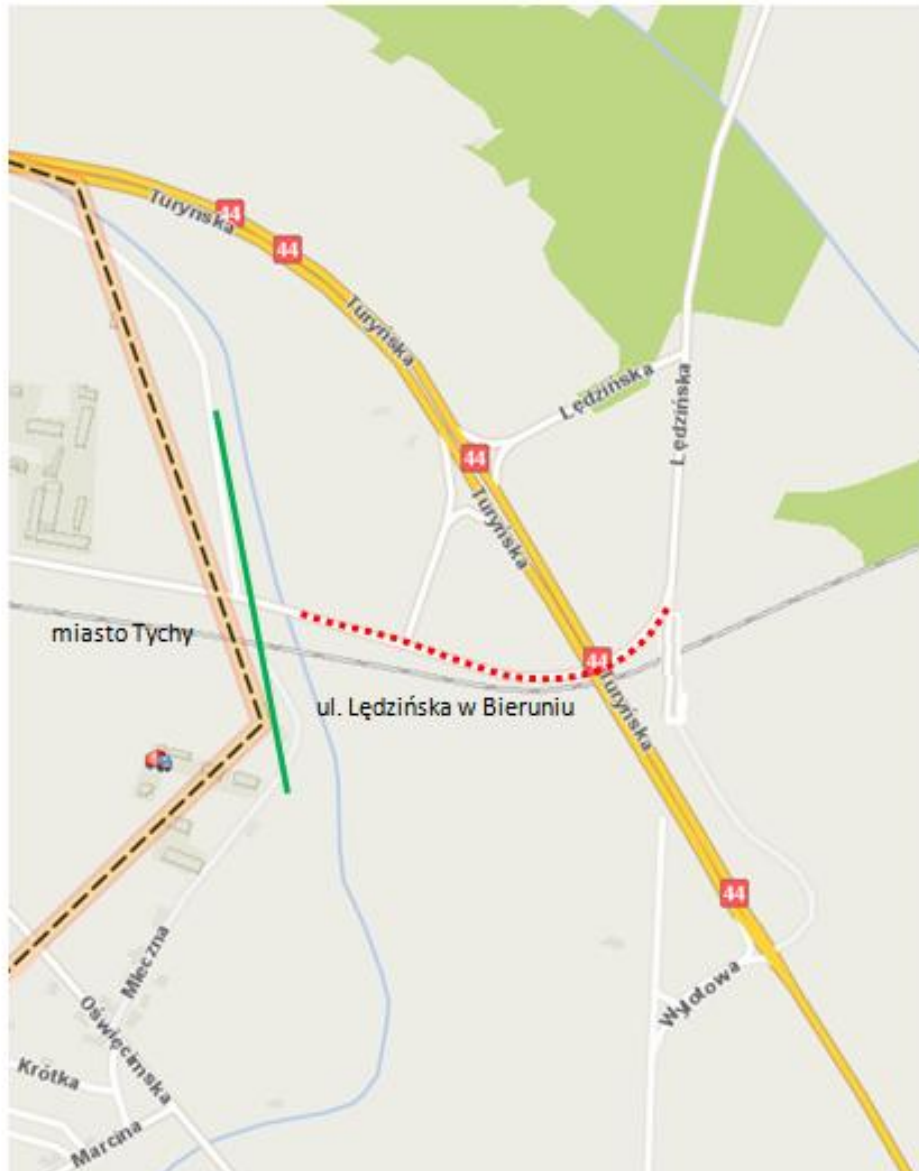 Turyńska
44
44
Turyńska
Lędzińska
Lędzińska
44
Turyńska
miasto Tychy
44
Turyńska
ul. Lędzińska w Bieruniu
44
Mleczna
Wylotowa
Oświęcimska
Krótka
Marcina